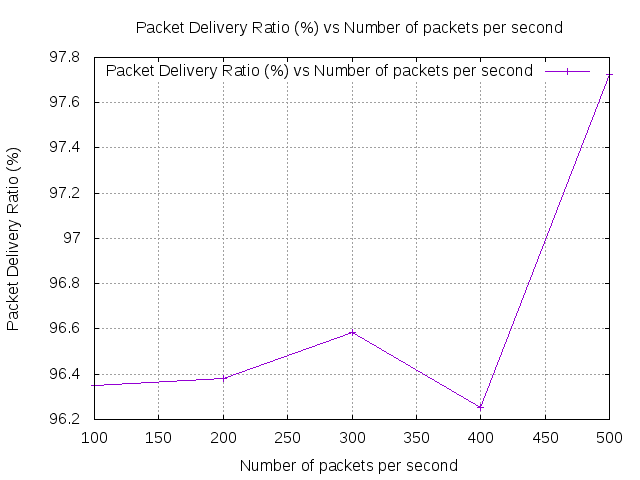 Packet Delivery Ratio (%) vs Number of packets per second
97.8
Packet Delivery Ratio (%) vs Number of packets per second
97.6
97.4
97.2
97
96.8
96.6
96.4
96.2
Packet Delivery Ratio (%)
100 150 200 250 300 350 400 450 500
Number of packets per second